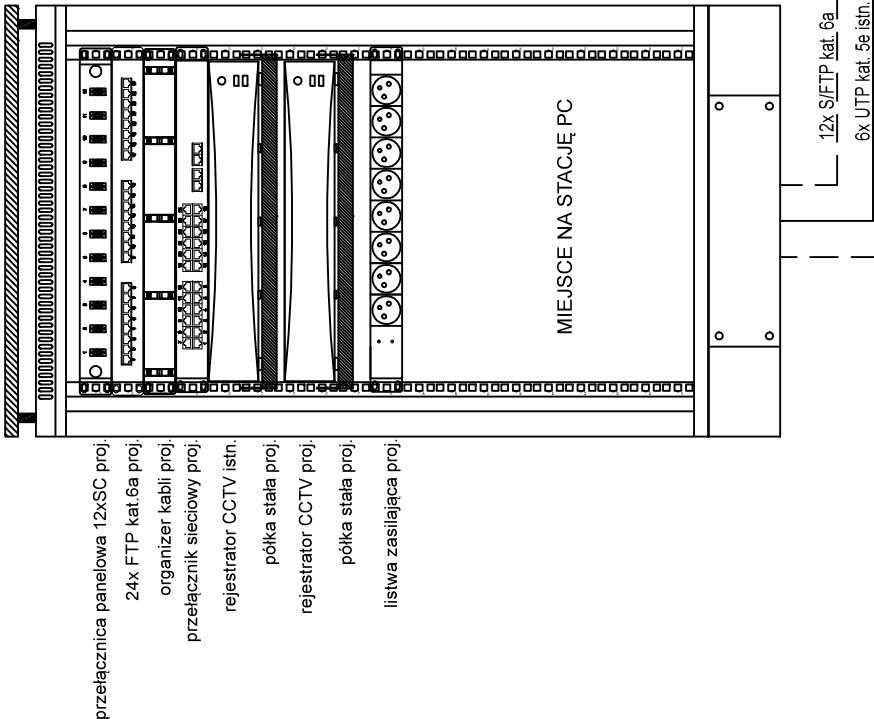 przełącznica panelowa 12xSC proj.
24x FTP kat.6a proj.
organizer kabli proj.
przełącznik sieciowy proj.
rejestrator CCTV istn.
półka stała proj.
rejestrator CCTV proj.
półka stała proj.
listwa zasilająca proj.
MIEJSCE NA STACJĘ PC
12x S/FTP kat. 6a
6x UTP kat. 5e istn.